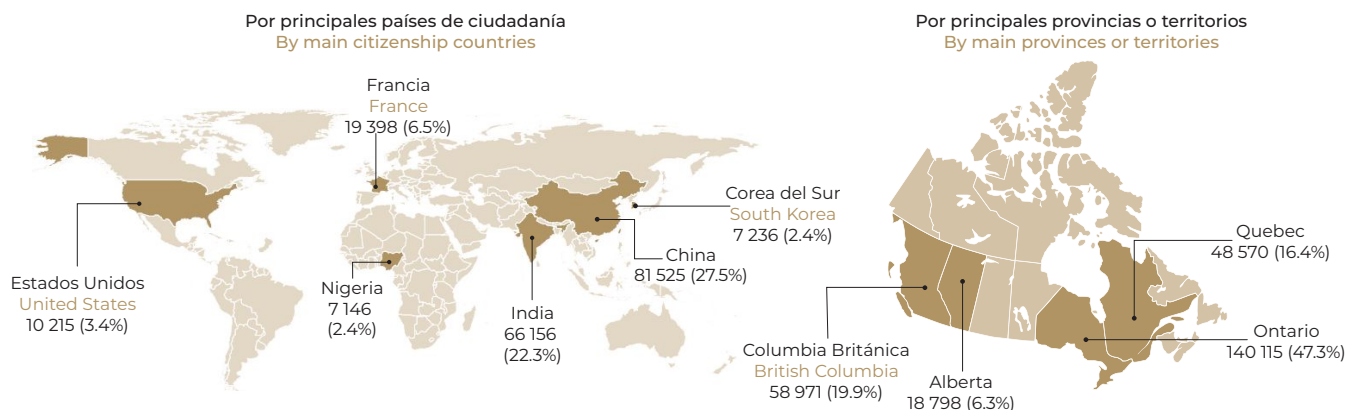 Por principales países de ciudadanía
By main citizenship countries
Francia
France
19 398 (6.5%)
Corea del Sur
South Korea
7 236 (2.4%)
China
81 525 (27.5%)
Estados Unidos
United States
10 215 (3.4%)
Nigeria
7 146
(2.4%)
India
66 156
(22.3%)
Por principales provincias o territorios
By main provinces or territories
Quebec
48 570 (16.4%)
Ontario
140 115 (47.3%)
Columbia Británica
British Columbia
58 971 (19.9%)
Alberta
18 798 (6.3%)